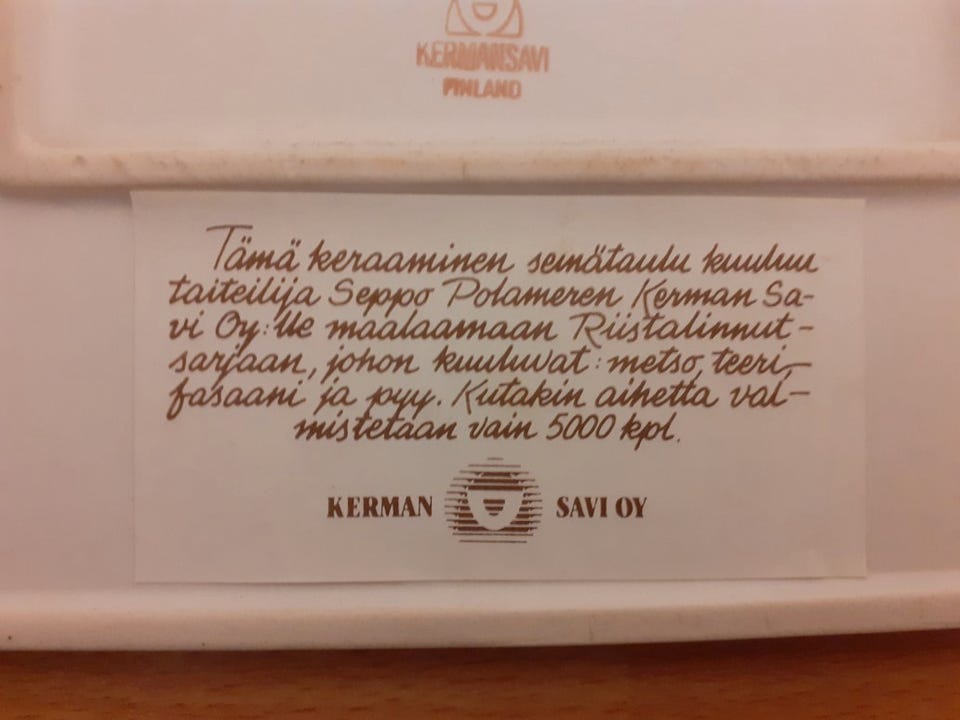 KERMANSAVI
FINLAND
Tämä keraaminen seinätaulu kuuluu
taiteilija Seppo Polameren Kerman Sa-
vi Oy:lle maalaamaan Riistalinnut-
sarjaan, johon kuuluvat: metso, teeri,
fasaani ja pyy. Kutakin aihetta val-
mistetaan vain 5000 kpl.
KERMAN SAVI OY